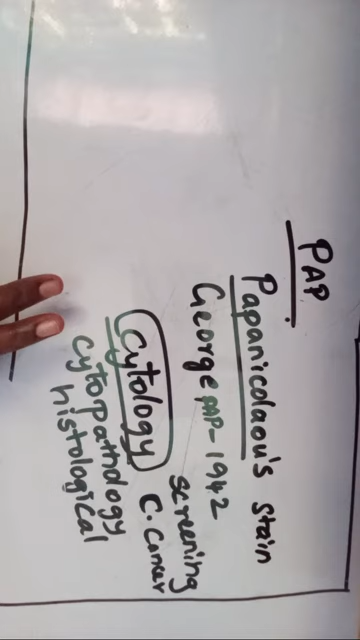 PAP
Papanicolaou's stain
George PAP-1942
screening
Cytology C. Cancer
cytopathology
histological